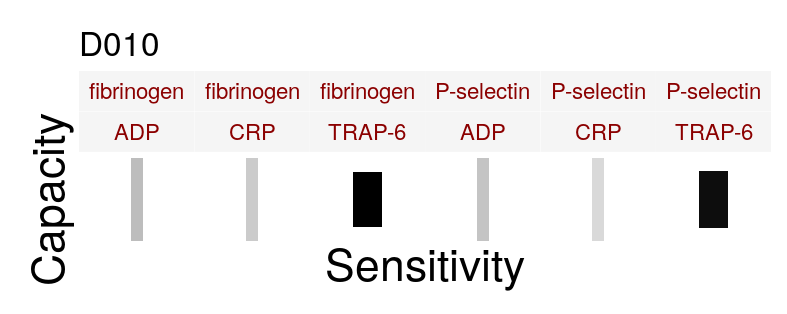 D010
fibrinogen fibrinogen fibrinogen P-selectin P-selectin P-selectin
ADP CRP TRAP-6 ADP CRP TRAP-6
Capacity
Sensitivity